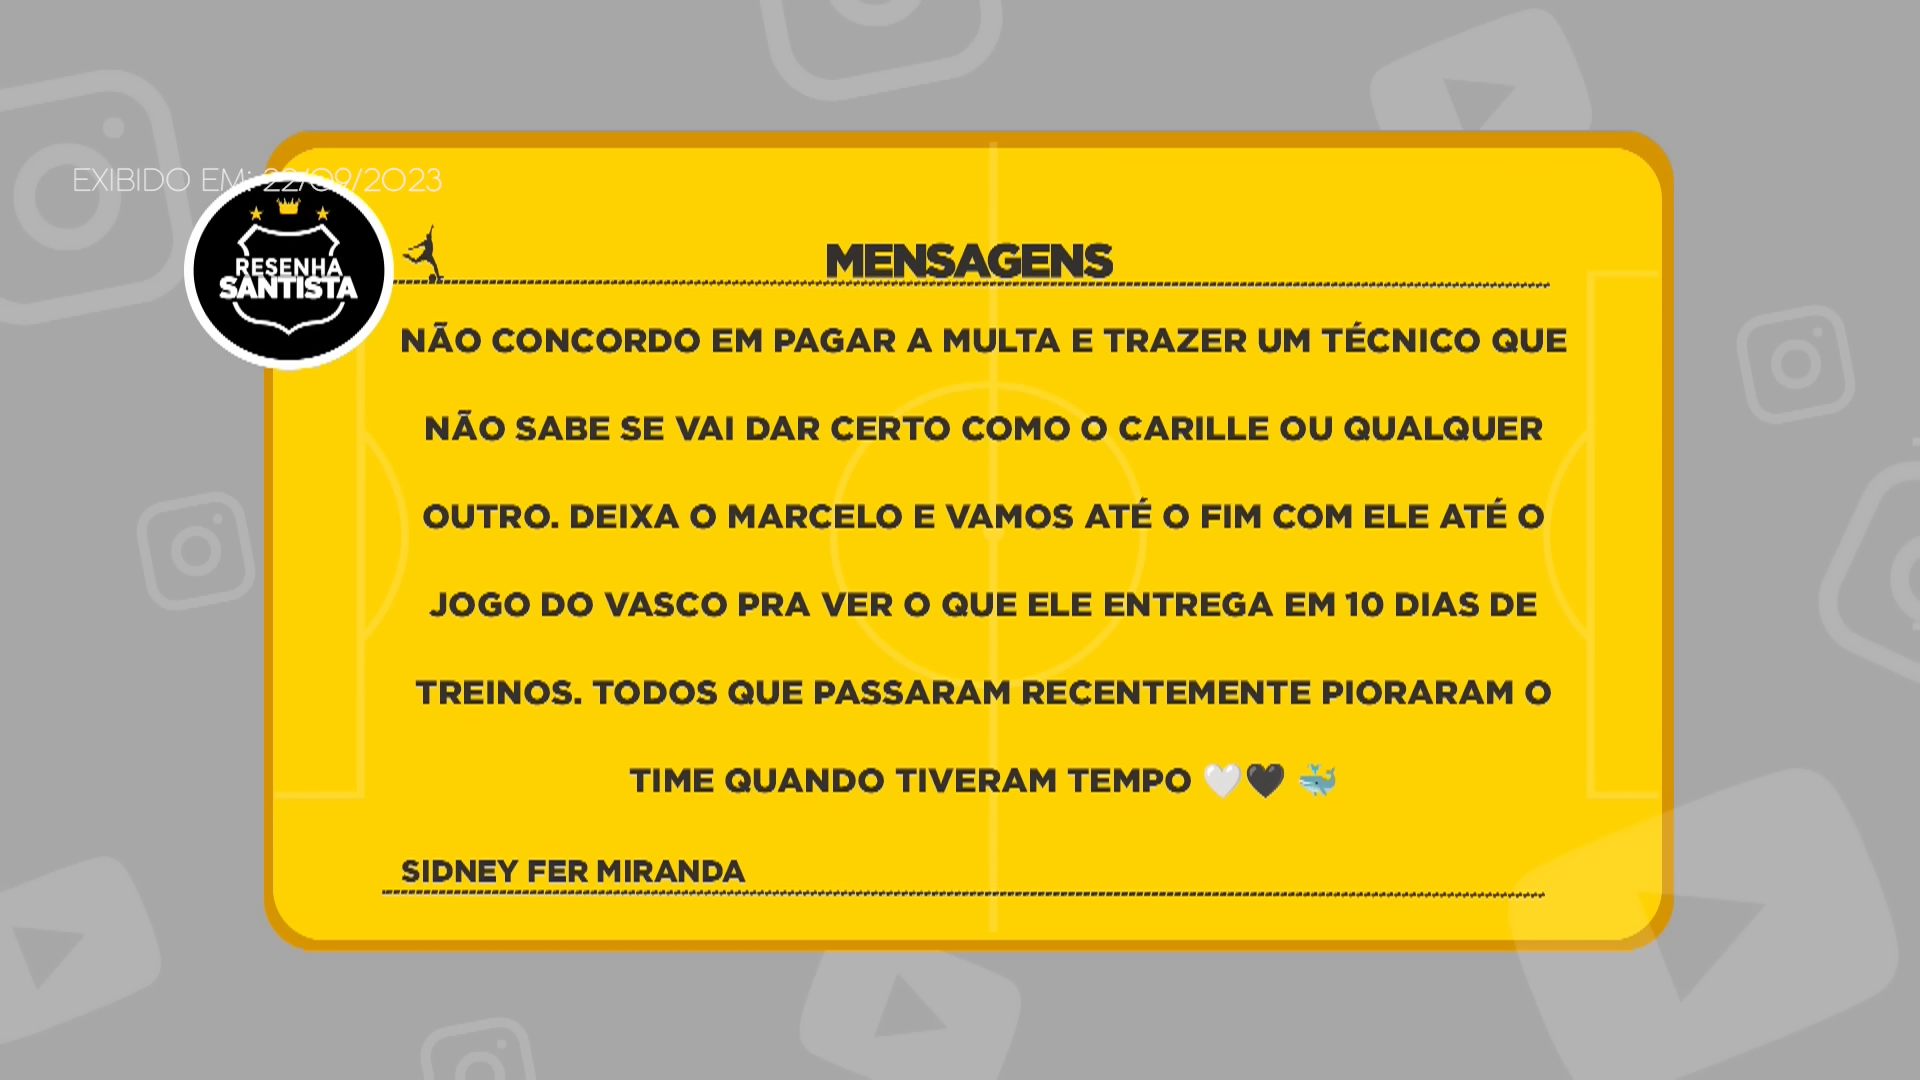 EXIBIDO EM: 22/09/2023
RESENHA
SANTISTA
MENSAGENS
NÃO CONCORDO EM PAGAR A MULTA E TRAZER UM TÉCNICO QUE
NÃO SABE SE VAI DAR CERTO COMO O CARILLE OU QUALQUER
OUTRO. DEIXA O MARCELO E VAMOS ATÉ O FIM COM ELE ATÉ O
JOGO DO VASCO PRA VER O QUE ELE ENTREGA EM 10 DIAS DE
TREINOS. TODOS QUE PASSARAM RECENTEMENTE PIORARAM O
TIME QUANDO TIVERAM TEMPO 🤍🖤 🐳
SIDNEY FER MIRANDA